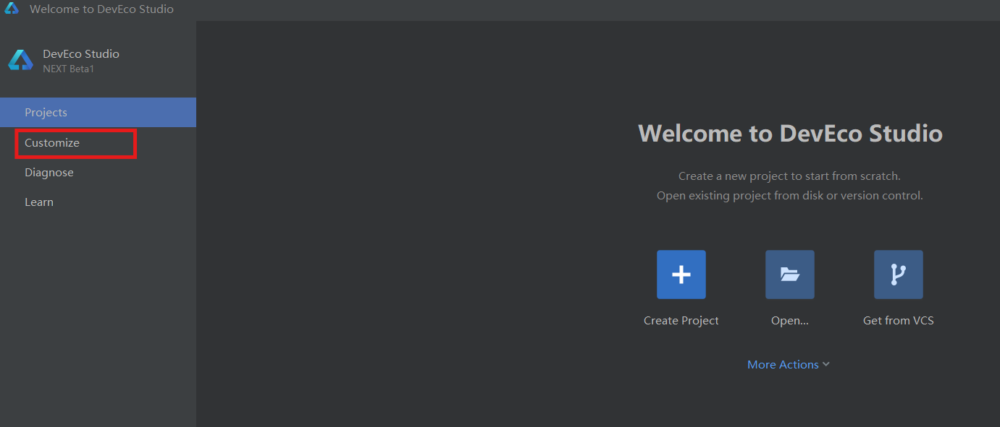 Welcome to DevEco Studio
DevEco Studio
NEXT Beta1
Projects
Customize
Diagnose
Learn
Welcome to DevEco Studio
Create a new project to start from scratch.
Open existing project from disk or version control.
Create Project
Open...
Get from VCS
More Actions